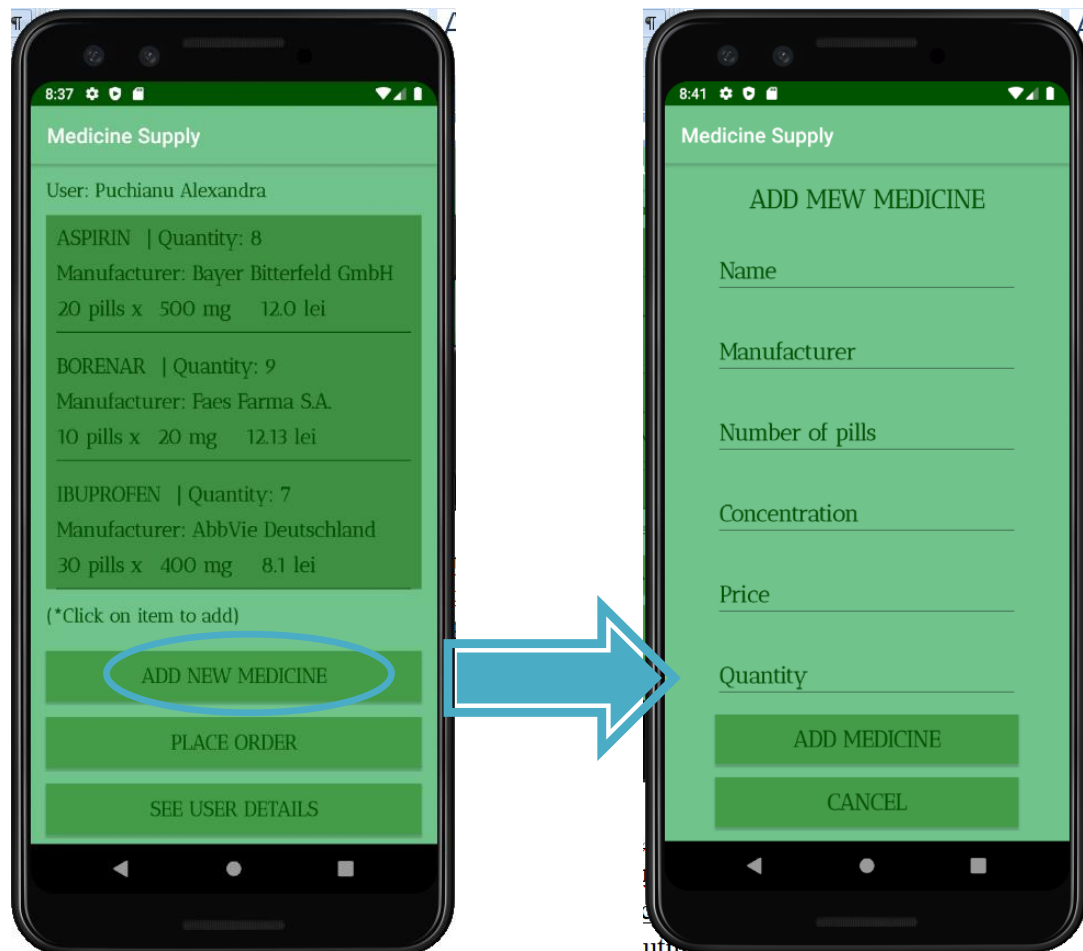 8:37
Medicine Supply
User: Puchianu Alexandra
ASPIRIN | Quantity: 8
Manufacturer: Bayer Bitterfeld GmbH
20 pills x 500 mg 12.0 lei
BORENAR | Quantity: 9
Manufacturer: Faes Farma S.A.
10 pills x 20 mg 12.13 lei
IBUPROFEN | Quantity: 7
Manufacturer: AbbVie Deutschland
30 pills x 400 mg 8.1 lei
(*Click on item to add)
ADD NEW MEDICINE
PLACE ORDER
SEE USER DETAILS
8:41
Medicine Supply
ADD MEW MEDICINE
Name
Manufacturer
Number of pills
Concentration
Price
Quantity
ADD MEDICINE
CANCEL